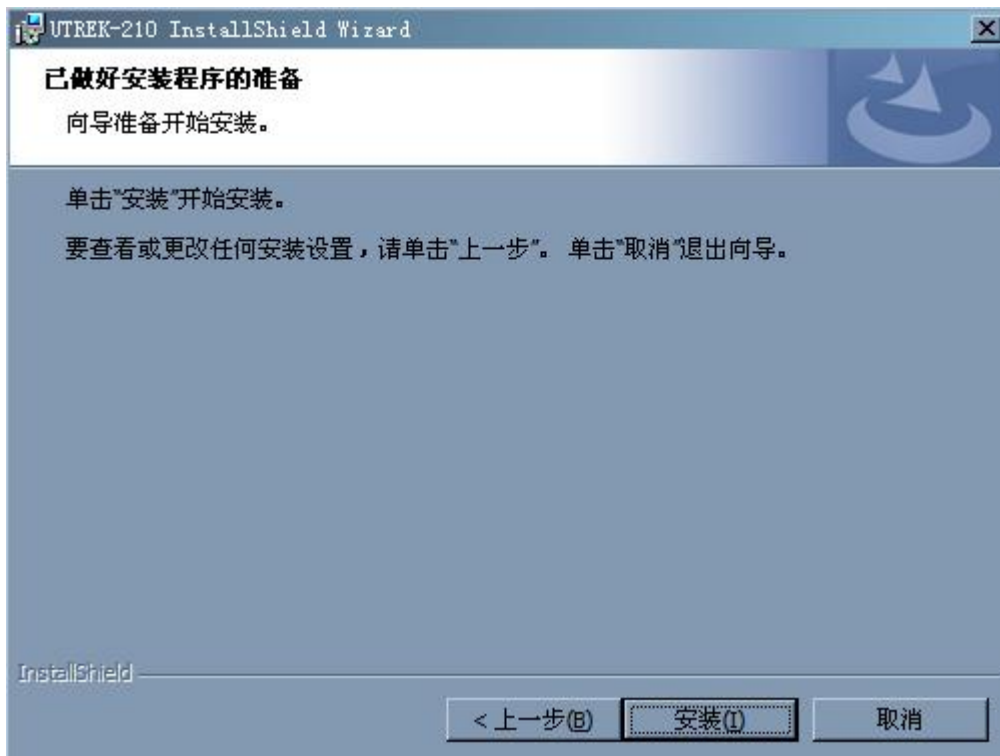 UTREK-210 InstallShield Wizard
已做好安装程序的准备
向导准备开始安装。
单击“安装”开始安装。
要查看或更改任何安装设置，请单击“上一步”。 单击“取消”退出向导。
InstallShield
< 上一步(B) 安装(I) 取消